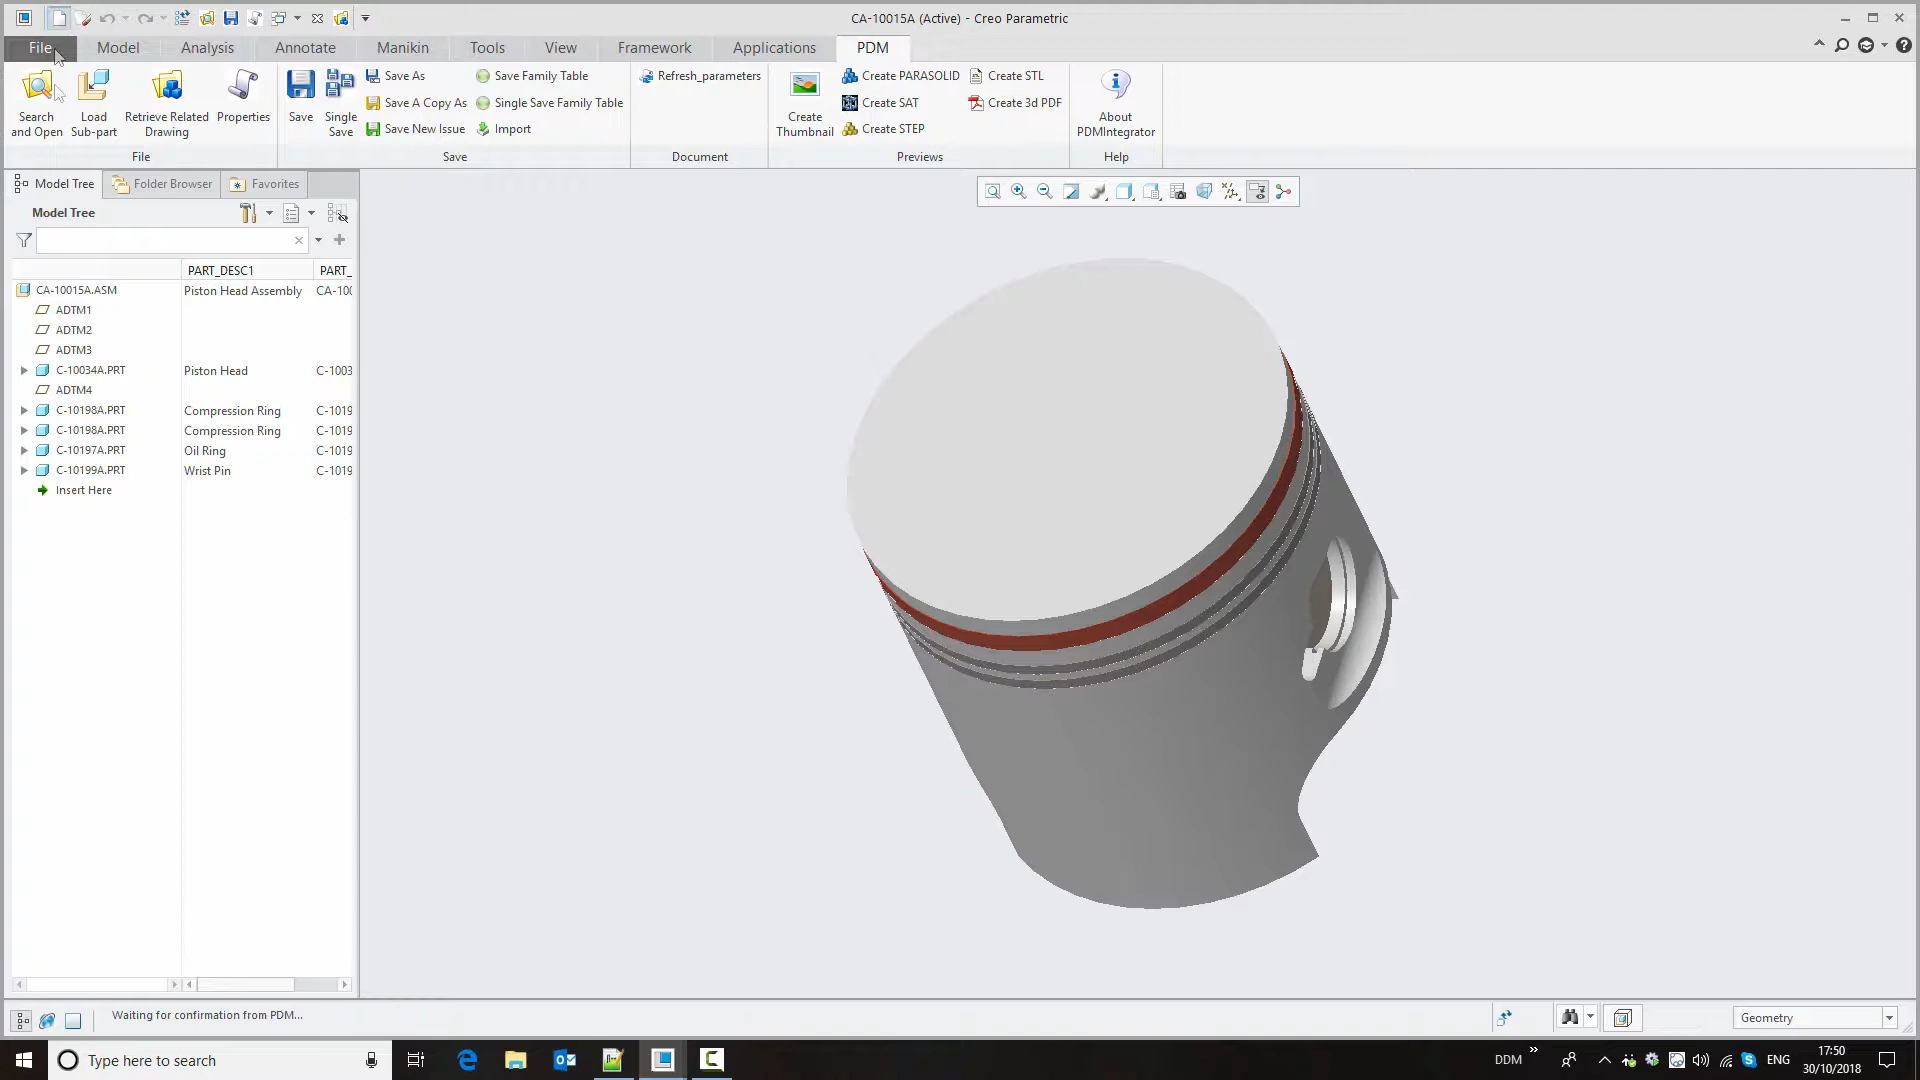 CA-10015A (Active) - Creo Parametric
File Model Analysis Annotate Manikin Tools View Framework Applications PDM
Search and Open
Load Sub-part
Retrieve Related Drawing
Properties
File
Save
Single Save
Save As
Save A Copy As
Save New Issue
Save Family Table
Single Save Family Table
Import
Save
Refresh_parameters
Document
Create Thumbnail
Create PARASOLID
Create SAT
Create STEP
Create STL
Create 3d PDF
Previews
About PDMIntegrator
Help
Model Tree Folder Browser Favorites
Model Tree
PART_DESC1 PART_
CA-10015A.ASM Piston Head Assembly CA-100
ADTM1
ADTM2
ADTM3
C-10034A.PRT Piston Head C-1003
ADTM4
C-10198A.PRT Compression Ring C-1019
C-10198A.PRT Compression Ring C-1019
C-10197A.PRT Oil Ring C-1019
C-10199A.PRT Wrist Pin C-1019
Insert Here
Waiting for confirmation from PDM...
Geometry
Type here to search
DDM
ENG
17:50
30/10/2018